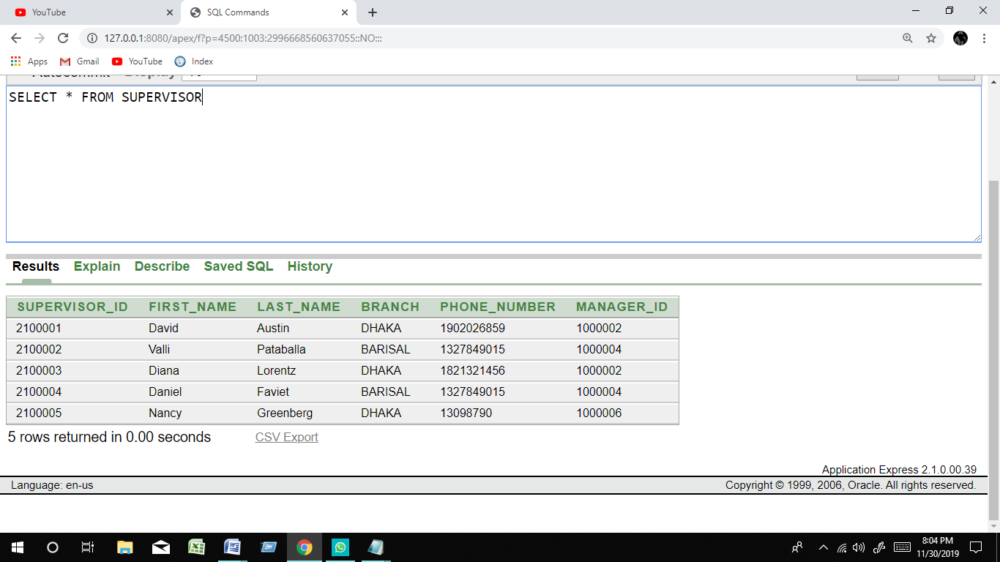 YouTube
SQL Commands
127.0.0.1:8080/apex/f?p=4500:1003:2996668560637055::NO:::
Apps Gmail YouTube Index
Autocommit Display 10
SELECT * FROM SUPERVISOR
Results Explain Describe Saved SQL History
SUPERVISOR_ID FIRST_NAME LAST_NAME BRANCH PHONE_NUMBER MANAGER_ID
2100001 David Austin DHAKA 1902026859 1000002
2100002 Valli Pataballa BARISAL 1327849015 1000004
2100003 Diana Lorentz DHAKA 1821321456 1000002
2100004 Daniel Faviet BARISAL 1327849015 1000004
2100005 Nancy Greenberg DHAKA 13098790 1000006
5 rows returned in 0.00 seconds CSV Export
Application Express 2.1.0.00.39
Language: en-us Copyright © 1999, 2006, Oracle. All rights reserved.
8:04 PM
11/30/2019